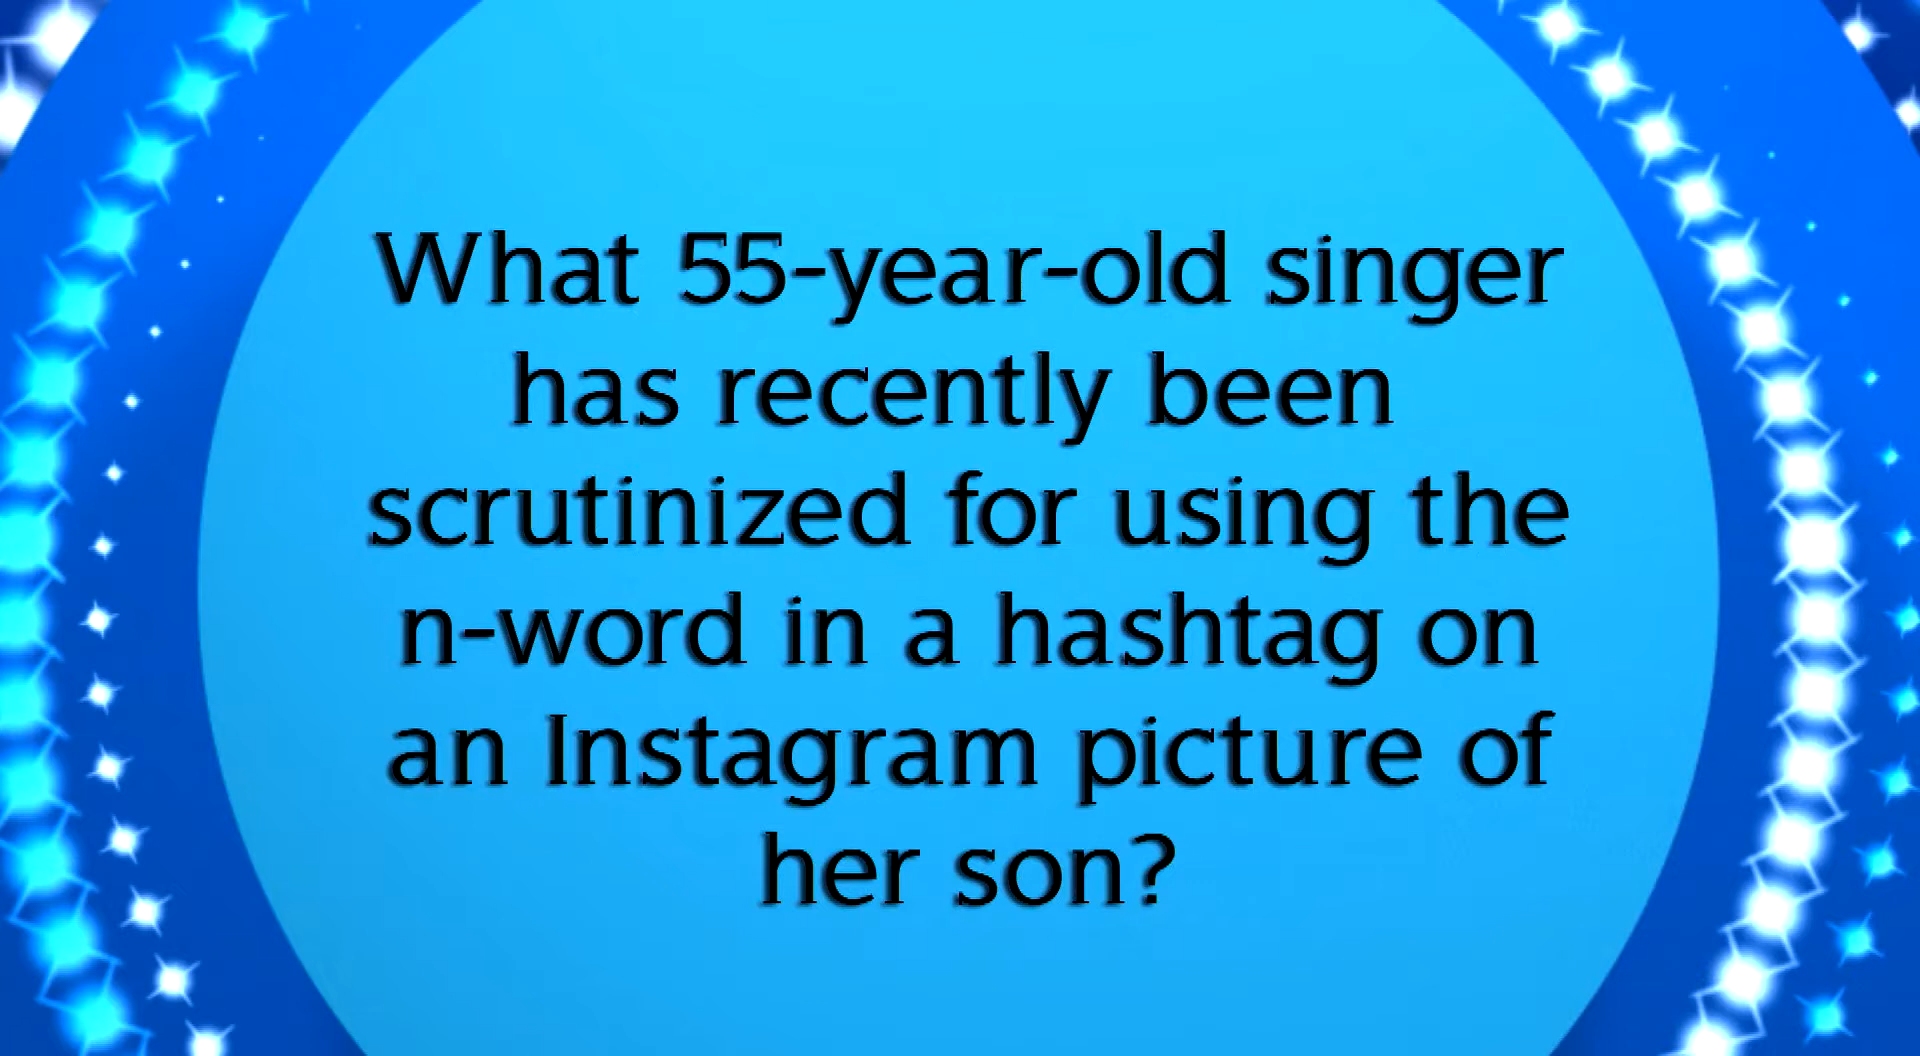 What 55-year-old singer
has recently been
scrutinized for using the
n-word in a hashtag on
an Instagram picture of
her son?